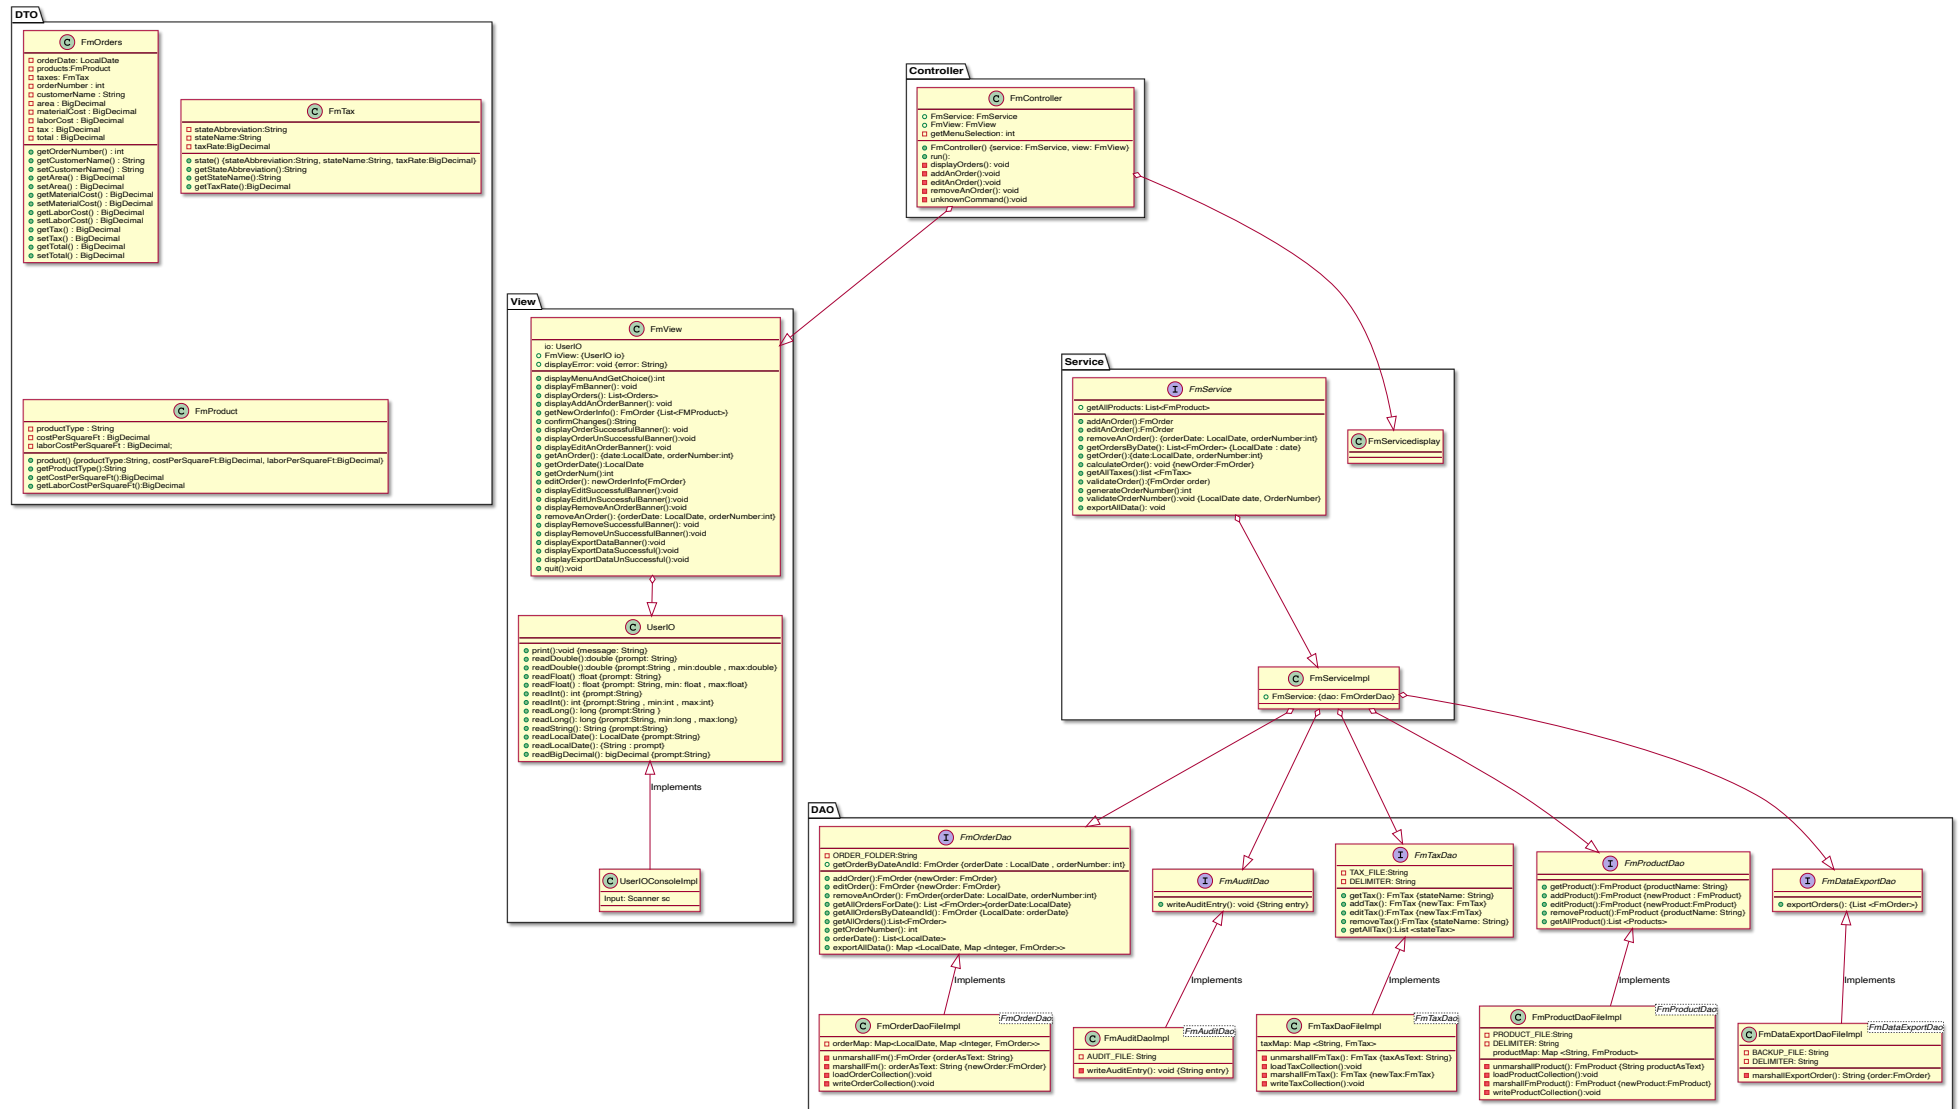 DTO
FmOrders
orderDate: LocalDate
products:FmProduct
taxes: FmTax
orderNumber : int
customerName : String
area : BigDecimal
materialCost : BigDecimal
laborCost : BigDecimal
tax : BigDecimal
total : BigDecimal
getOrderNumber() : int
getCustomerName() : String
setCustomerName() : String
getArea() : BigDecimal
setArea() : BigDecimal
getMaterialCost() : BigDecimal
setMaterialCost() : BigDecimal
getLaborCost() : BigDecimal
setLaborCost() : BigDecimal
getTax() : BigDecimal
setTax() : BigDecimal
getTotal() : BigDecimal
setTotal() : BigDecimal
FmTax
stateAbbreviation:String
stateName:String
taxRate:BigDecimal
state() {stateAbbreviation:String, stateName:String, taxRate:BigDecimal}
getStateAbbreviation():String
getStateName():String
getTaxRate():BigDecimal
FmProduct
productType : String
costPerSquareFt : BigDecimal
laborCostPerSquareFt : BigDecimal;
product() {productType:String, costPerSquareFt:BigDecimal, laborPerSquareFt:BigDecimal}
getProductType():String
getCostPerSquareFt():BigDecimal
getLaborCostPerSquareFt():BigDecimal
Controller
FmController
FmService: FmService
FmView: FmView
getMenuSelection: int
FmController() {service: FmService, view: FmView}
run():
displayOrders(): void
addAnOrder():void
editAnOrder():void
removeAnOrder(): void
unknownCommand():void
View
FmView
io: UserIO
FmView: {UserIO io}
displayError: void {error: String}
displayMenuAndGetChoice():int
displayFmBanner(): void
displayOrders(): List<Orders>
displayAddAnOrderBanner(): void
getNewOrderInfo(): FmOrder {List<FMProduct>}
confirmChanges():String
displayOrderSuccessfulBanner(): void
displayOrderUnSuccessfulBanner():void
displayEditAnOrderBanner(): void
getAnOrder(): {date:LocalDate, orderNumber:int}
getOrderDate():LocalDate
getOrderNum():int
editOrder(): newOrderInfo{FmOrder}
displayEditSuccessfulBanner():void
displayEditUnSuccessfulBanner():void
displayRemoveAnOrderBanner():void
removeAnOrder(): {orderDate: LocalDate, orderNumber:int}
displayRemoveSuccessfulBanner(): void
displayRemoveUnSuccessfulBanner():void
displayExportDataBanner():void
displayExportDataSuccessful():void
displayExportDataUnSuccessful():void
quit():void
UserIO
print():void {message: String}
readDouble():double {prompt: String}
readDouble():double {prompt:String , min:double , max:double}
readFloat() :float {prompt: String}
readFloat() : float {prompt: String, min: float , max:float}
readInt(): int {prompt:String}
readInt(): int {prompt:String , min:int , max:int}
readLong(): long {prompt:String }
readLong(): long {prompt:String, min:long , max:long}
readString(): String {prompt:String}
readLocalDate(): LocalDate {prompt:String}
readLocalDate(): {String : prompt}
readBigDecimal(): bigDecimal {prompt:String}
Implements
UserIOConsoleImpl
Input: Scanner sc
Service
FmService
getAllProducts: List<FmProduct>
addAnOrder():FmOrder
editAnOrder():FmOrder
removeAnOrder(): {orderDate: LocalDate, orderNumber:int}
getOrdersByDate(): List<FmOrder> {LocalDate : date}
getOrder():{date:LocalDate, orderNumber:int}
calculateOrder(): void {newOrder:FmOrder}
getAllTaxes():list <FmTax>
validateOrder():(FmOrder order)
generateOrderNumber():int
validateOrderNumber():void {LocalDate date, OrderNumber}
exportAllData(): void
FmServicedisplay
FmServiceImpl
FmService: {dao: FmOrderDao}
DAO
FmOrderDao
ORDER_FOLDER:String
getOrderByDateAndId: FmOrder {orderDate : LocalDate , orderNumber: int}
addOrder():FmOrder {newOrder: FmOrder}
editOrder(): FmOrder {newOrder: FmOrder}
removeAnOrder(): FmOrder{orderDate: LocalDate, orderNumber:int}
getAllOrdersForDate(): List <FmOrder>{orderDate:LocalDate}
getAllOrdersByDateandId(): FmOrder {LocalDate: orderDate}
getAllOrders():List<FmOrder>
getOrderNumber(): int
orderDate(): List<LocalDate>
exportAllData(): Map <LocalDate, Map <Integer, FmOrder>>
FmAuditDao
writeAuditEntry(): void {String entry}
FmTaxDao
TAX_FILE:String
DELIMITER: String
getTax(): FmTax {stateName: String}
addTax(): FmTax {newTax: FmTax}
editTax():FmTax {newTax:FmTax}
removeTax():FmTax {stateName: String}
getAllTax():List <stateTax>
FmProductDao
getProduct():FmProduct {productName: String}
addProduct():FmProduct {newProduct : FmProduct}
editProduct():FmProduct {newProduct:FmProduct}
removeProduct():FmProduct {productName:String}
getAllProduct():List <Products>
FmDataExportDao
exportOrders(): {List <FmOrder>}
Implements
Implements
Implements
Implements
Implements
FmOrderDaoFileImpl
FmOrderDao
orderMap: Map<LocalDate, Map <Integer, FmOrder>>
unmarshallFm():FmOrder {orderAsText: String}
marshallFm(): orderAsText: String {newOrder:FmOrder}
loadOrderCollection():void
writeOrderCollection():void
FmAuditDaoImpl
FmAuditDao
AUDIT_FILE: String
writeAuditEntry(): void {String entry}
FmTaxDaoFileImpl
FmTaxDao
taxMap: Map <String, FmTax>
unmarshallFmTax(): FmTax {taxAsText: String}
loadTaxCollection():void
marshallFmTax(): FmTax {newTax:FmTax}
writeTaxCollection():void
FmProductDaoFileImpl
FmProductDao
PRODUCT_FILE:String
DELIMITER: String
productMap: Map <String, FmProduct>
unmarshallProduct(): FmProduct {String productAsText}
loadProductCollection():void
marshallFmProduct(): FmProduct {newProduct:FmProduct}
writeProductCollection():void
FmDataExportDaoFileImpl
FmDataExportDao
BACKUP_FILE: String
DELIMITER: String
marshallExportOrder(): String {order:FmOrder}